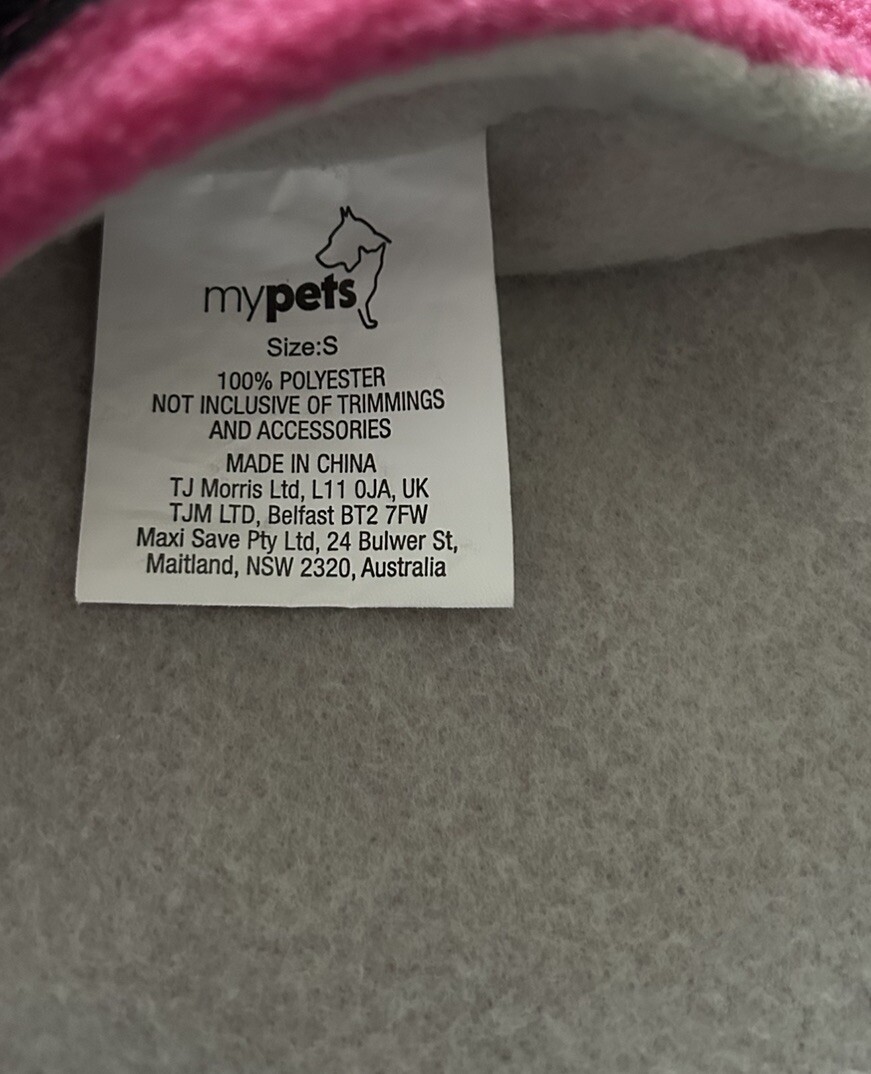 mypets
Size:S
100% POLYESTER
NOT INCLUSIVE OF TRIMMINGS
AND ACCESSORIES
MADE IN CHINA
TJ Morris Ltd, L11 0JA, UK
TJM LTD, Belfast BT2 7FW
Maxi Save Pty Ltd, 24 Bulwer St,
Maitland, NSW 2320, Australia